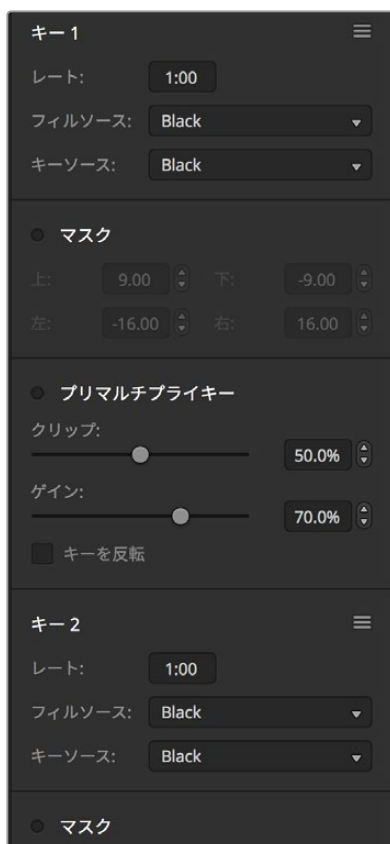 キー 1
レート: 1:00
フィルソース: Black
キーソース: Black
マスク
上: 9.00 下: -9.00
左: -16.00 右: 16.00
プリマルチプライキー
クリップ:
50.0%
ゲイン:
70.0%
キーを反転
キー 2
レート: 1:00
フィルソース: Black
キーソース: Black
マスク